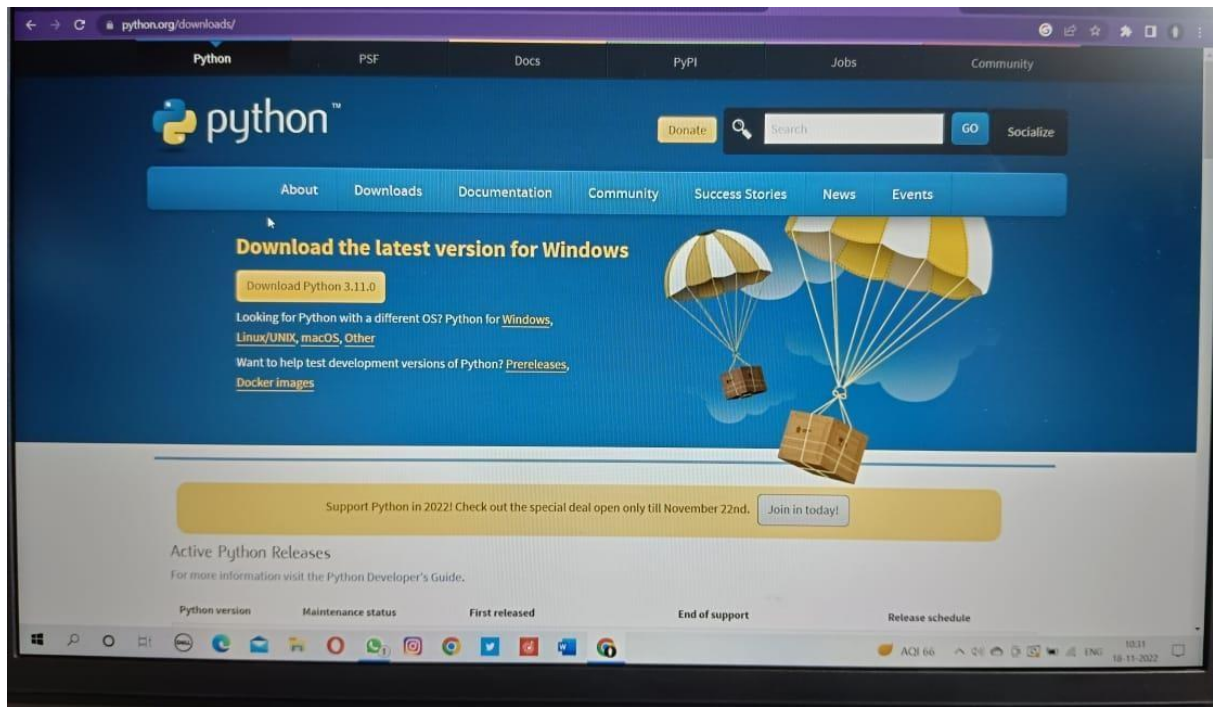 python.org/downloads/
Python PSF Docs PyPI Jobs Community
python™
Donate Search GO Socialize
About Downloads Documentation Community Success Stories News Events
Download the latest version for Windows
Download Python 3.11.0
Looking for Python with a different OS? Python for Windows,
Linux/UNIX, macOS, Other
Want to help test development versions of Python? Prereleases,
Docker images
Support Python in 2022! Check out the special deal open only till November 22nd. Join in today!
Active Python Releases
For more information visit the Python Developer's Guide.
Python version Maintenance status First released End of support Release schedule
AQI 66 ENG 10:31
18-11-2022